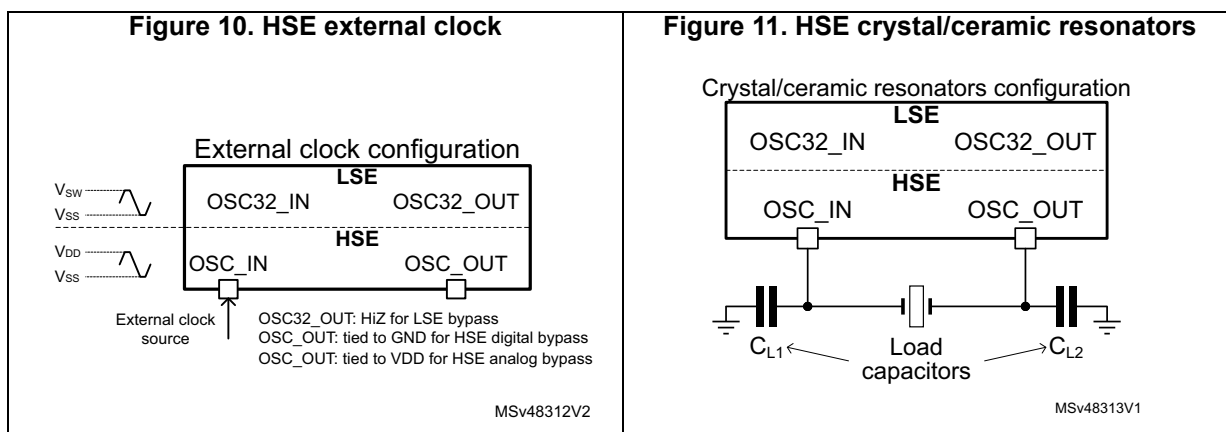 Figure 10. HSE external clock
External clock configuration
LSE
OSC32_IN OSC32_OUT
VSW
VSS
HSE
VDD
VSS
OSC_IN OSC_OUT
External clock
source
OSC32_OUT: HiZ for LSE bypass
OSC_OUT: tied to GND for HSE digital bypass
OSC_OUT: tied to VDD for HSE analog bypass
MSv48312V2
Figure 11. HSE crystal/ceramic resonators
Crystal/ceramic resonators configuration
LSE
OSC32_IN OSC32_OUT
HSE
OSC_IN OSC_OUT
CL1 Load CL2
capacitors
MSv48313V1